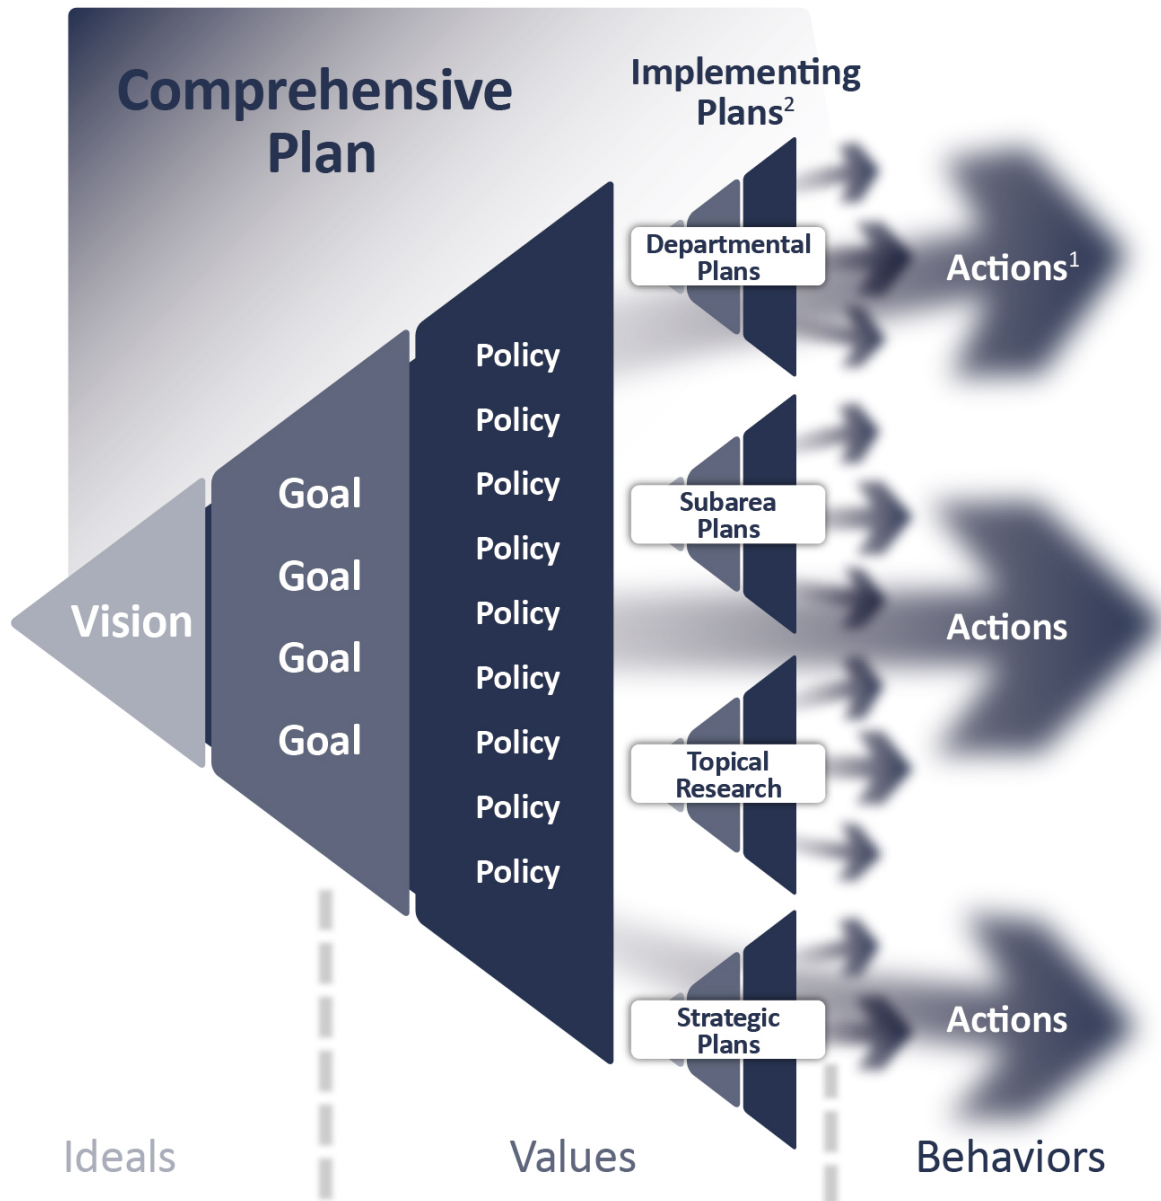 Comprehensive
Plan
Implementing
Plans²
Vision
Goal
Goal
Goal
Goal
Policy
Policy
Policy
Policy
Policy
Policy
Policy
Policy
Policy
Departmental
Plans
Subarea
Plans
Topical
Research
Strategic
Plans
Actions¹
Actions
Actions
Ideals
Values
Behaviors